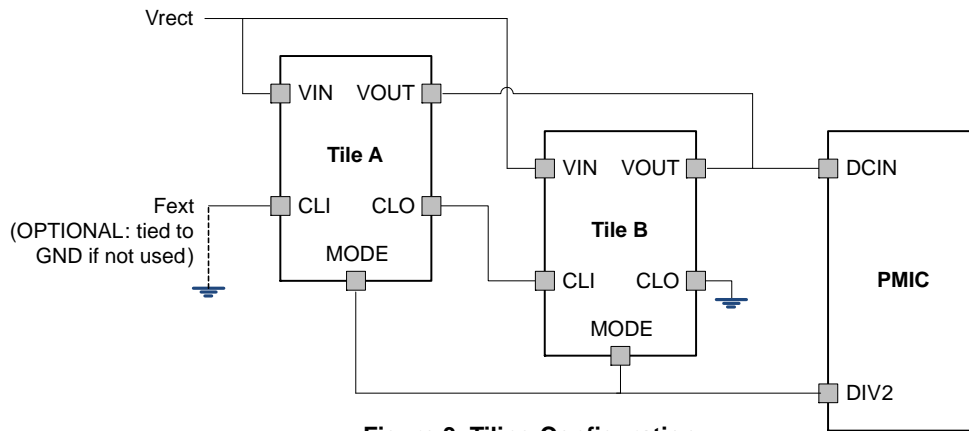 Vrect
VIN VOUT
Tile A
CLI CLO
MODE
Fext
(OPTIONAL: tied to
GND if not used)
VIN VOUT
Tile B
CLI CLO
MODE
DCIN
PMIC
DIV2